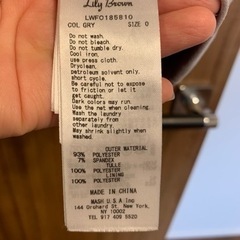 Lily Brown
LWFO185810
COL GRY SIZE 0
Do not wash.
Do not bleach.
Do not tumble dry.
Cool iron.
use press cloth.
Dryclean.
petroleum solvent only.
short cycle.
Be careful not to expose
to friction or let it
get caught.
Dark colors may run.
Use the net when cleaning.
Wash the laundry
separately from
other laundry.
May shrink slightly when
washed.
OUTER MATERIAL
93% POLYESTER
7% SPANDEX
TULLE
100% POLYESTER
LINING
100% POLYESTER
MADE IN CHINA
MASH U.S.A Inc
144 Orchard St. New York,
NY 10002
TEL 917 409 5520